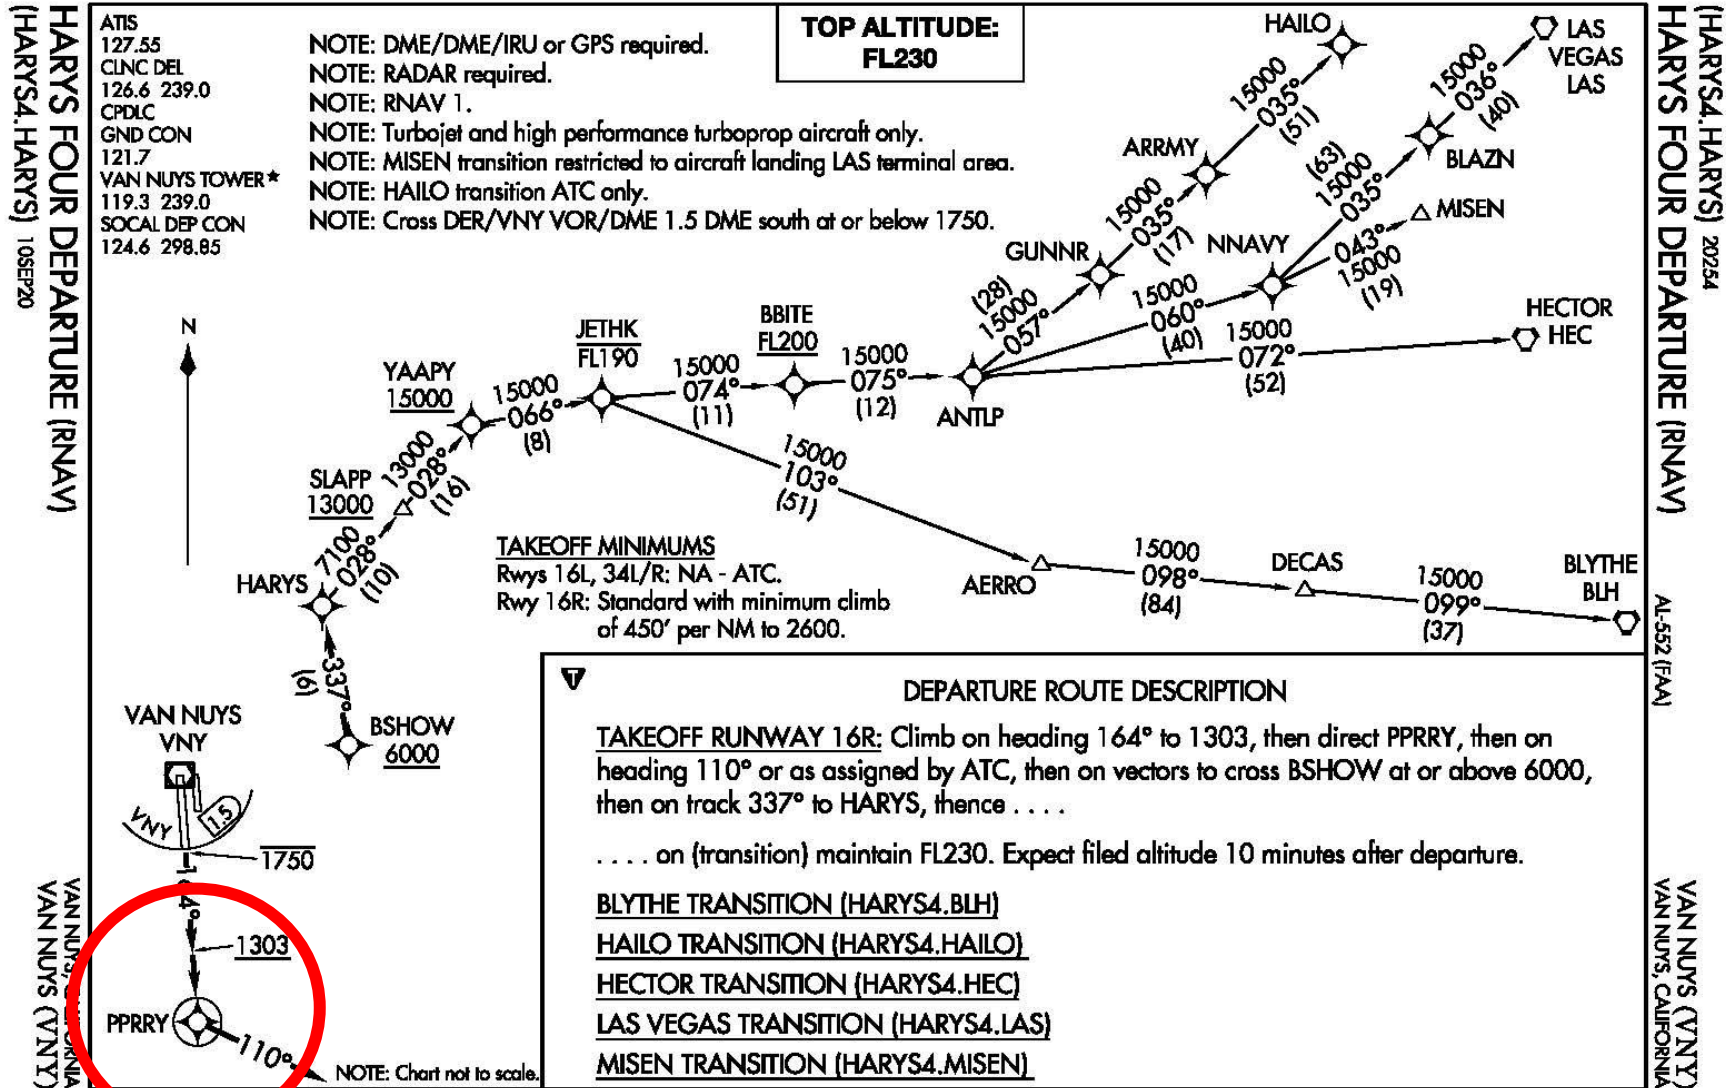 HARYS FOUR DEPARTURE (RNAV)
(HARYS4.HARYS) 10SEP20
VAN NUYS (VNY)
ATIS
127.55
CLNC DEL
126.6 239.0
CPDLC
GND CON
121.7
VAN NUYS TOWER★
119.3 239.0
SOCAL DEP CON
124.6 298.85
NOTE: DME/DME/IRU or GPS required.
NOTE: RADAR required.
NOTE: RNAV 1.
NOTE: Turbojet and high performance turboprop aircraft only.
NOTE: MISEN transition restricted to aircraft landing LAS terminal area.
NOTE: HAILO transition ATC only.
NOTE: Cross DER/VNY VOR/DME 1.5 DME south at or below 1750.
TOP ALTITUDE:
FL230
HAILO
15000
035°
(51)
ARRMY
15000
035°
(17)
GUNNR
(28)
15000
057°
LAS
VEGAS
LAS
15000
036°
(40)
BLAZN
(63)
15000
035°
MISEN
043°
15000
(19)
NNAVY
15000
060°
(40)
HECTOR
HEC
15000
072°
(52)
ANTLP
15000
075°
(12)
BBITE
FL200
15000
074°
(11)
JETHK
FL190
15000
066°
(8)
YAAPY
15000
13000
028°
(16)
SLAPP
13000
7100
028°
(10)
HARYS
337°
(6)
BSHOW
6000
15000
103°
(51)
AERRO
15000
098°
(84)
DECAS
15000
099°
(37)
BLYTHE
BLH
N
TAKEOFF MINIMUMS
Rwys 16L, 34L/R: NA - ATC.
Rwy 16R: Standard with minimum climb
of 450' per NM to 2600.
VAN NUYS
VNY
VNY
1.5
1750
1303
PPRRY
110°
NOTE: Chart not to scale.
T
DEPARTURE ROUTE DESCRIPTION
TAKEOFF RUNWAY 16R: Climb on heading 164° to 1303, then direct PPRRY, then on
heading 110° or as assigned by ATC, then on vectors to cross BSHOW at or above 6000,
then on track 337° to HARYS, thence . . . .
. . . . on (transition) maintain FL230. Expect filed altitude 10 minutes after departure.
BLYTHE TRANSITION (HARYS4.BLH)
HAILO TRANSITION (HARYS4.HAILO)
HECTOR TRANSITION (HARYS4.HEC)
LAS VEGAS TRANSITION (HARYS4.LAS)
MISEN TRANSITION (HARYS4.MISEN)
(HARYS4.HARYS) 20254
HARYS FOUR DEPARTURE (RNAV)
AL-552 (FAA)
VAN NUYS (VNY)
VAN NUYS, CALIFORNIA